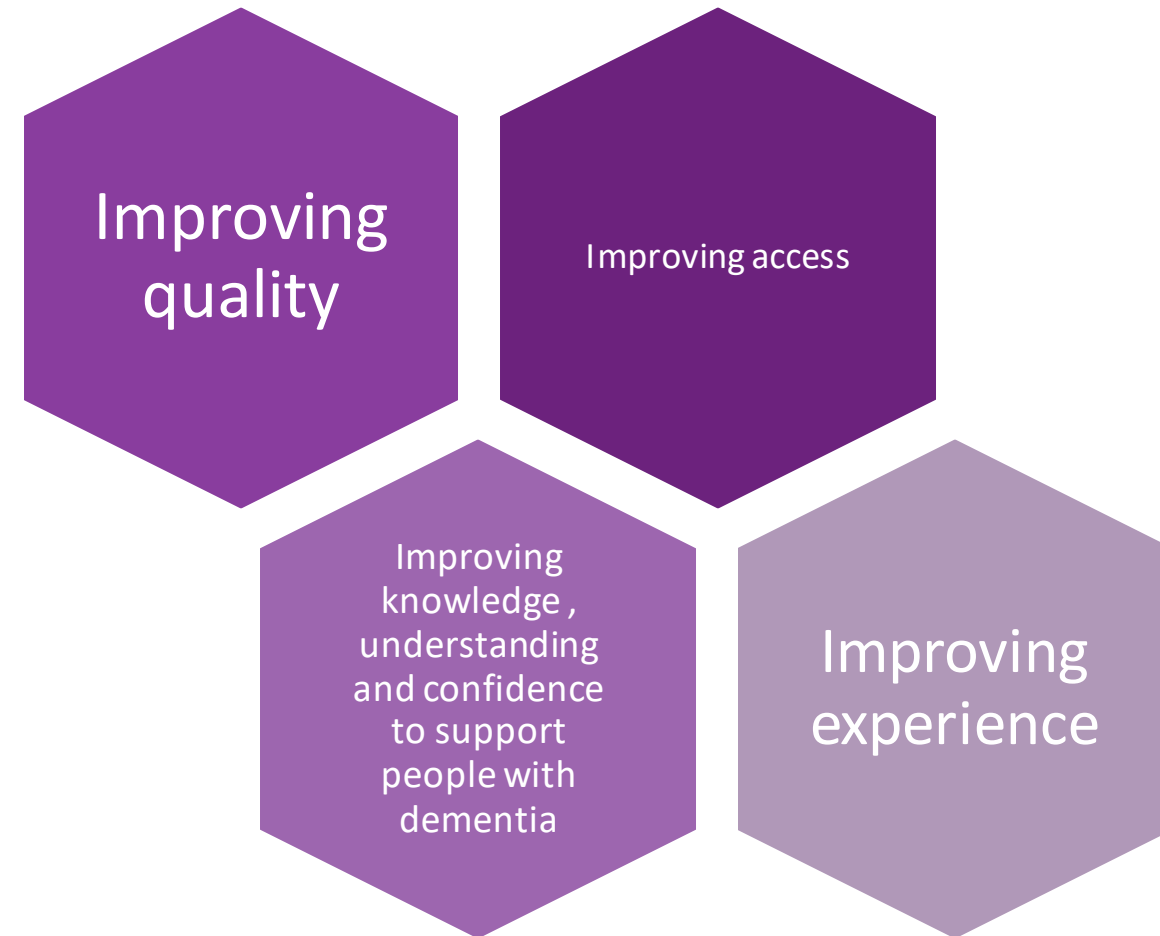 Improving
quality
Improving access
Improving
knowledge ,
understanding
and confidence
to support
people with
dementia
Improving
experience